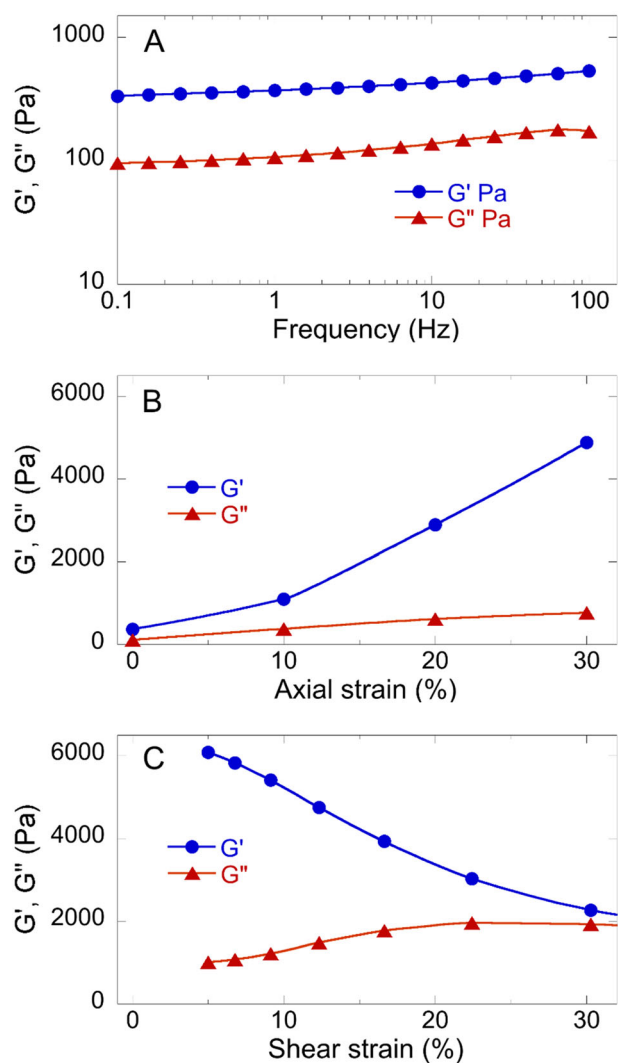 A
1000
100
10
G', G" (Pa)
G' Pa
G" Pa
0.1 1 10 100
Frequency (Hz)
B
6000
4000
2000
0
G', G" (Pa)
G'
G"
0 10 20 30
Axial strain (%)
C
6000
4000
2000
0
G', G" (Pa)
G'
G"
0 10 20 30
Shear strain (%)